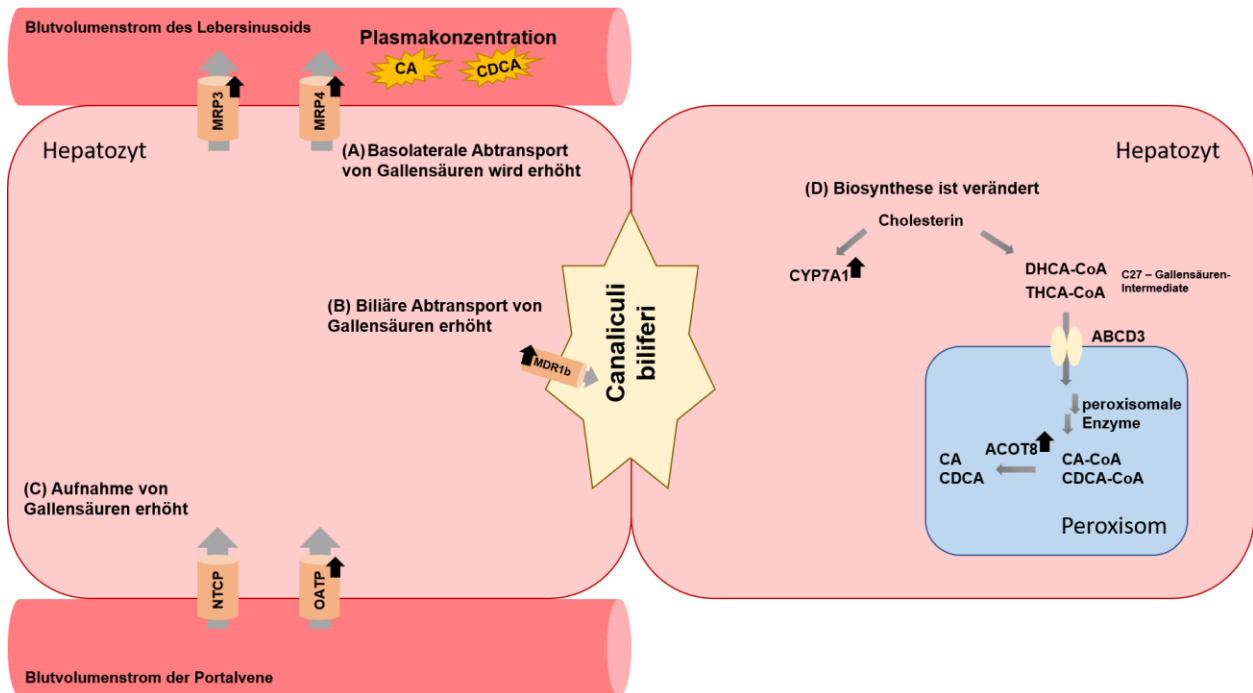 Blutvolumenstrom des Lebersinusoids
Plasmakonzentration
CA
CDCA
MRP3
MRP4
Hepatozyt
(A) Basolaterale Abtransport
von Gallensäuren wird erhöht
(B) Biliäre Abtransport von
Gallensäuren erhöht
MDR1b
Canaliculi
biliferi
(C) Aufnahme von
Gallensäuren erhöht
NTCP
OATP
Blutvolumenstrom der Portalvene
Hepatozyt
(D) Biosynthese ist verändert
Cholesterin
CYP7A1
DHCA-CoA
THCA-CoA
C27 – Gallensäuren-
Intermediate
ABCD3
peroxisomale
Enzyme
ACOT8
CA
CDCA
CA-CoA
CDCA-CoA
Peroxisom